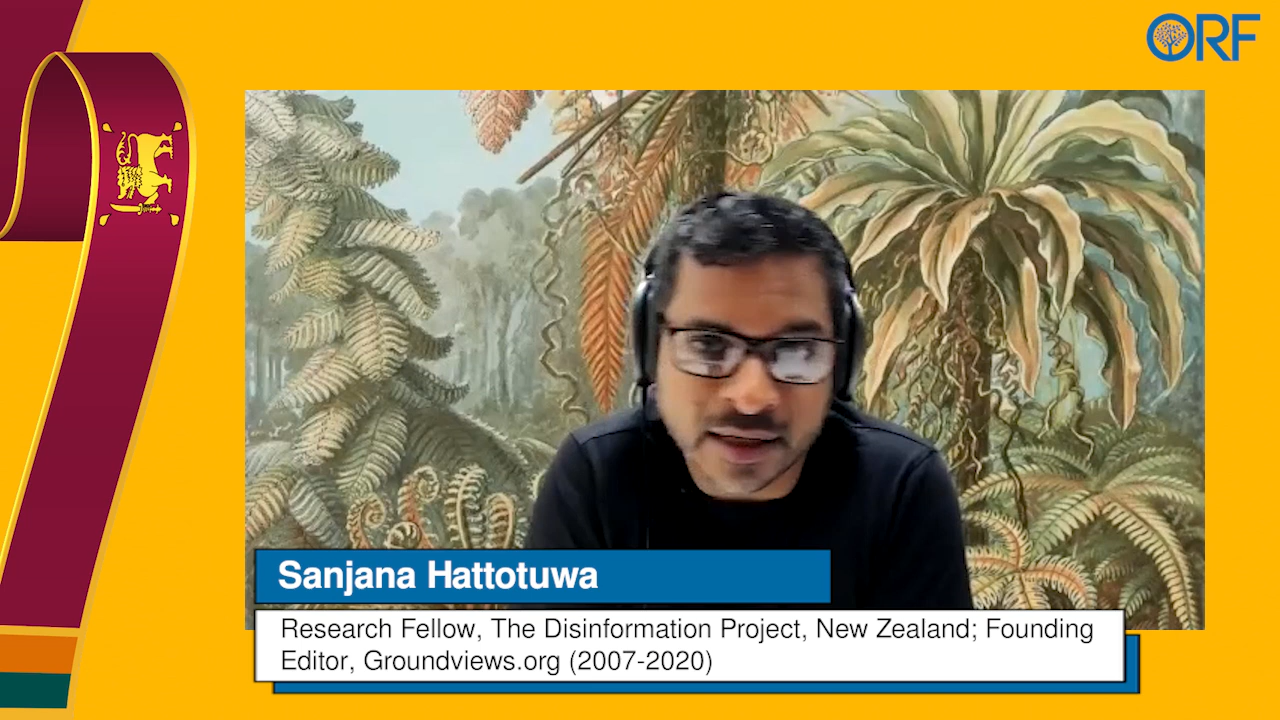 ORF
Sanjana Hattotuwa
Research Fellow, The Disinformation Project, New Zealand; Founding
Editor, Groundviews.org (2007-2020)